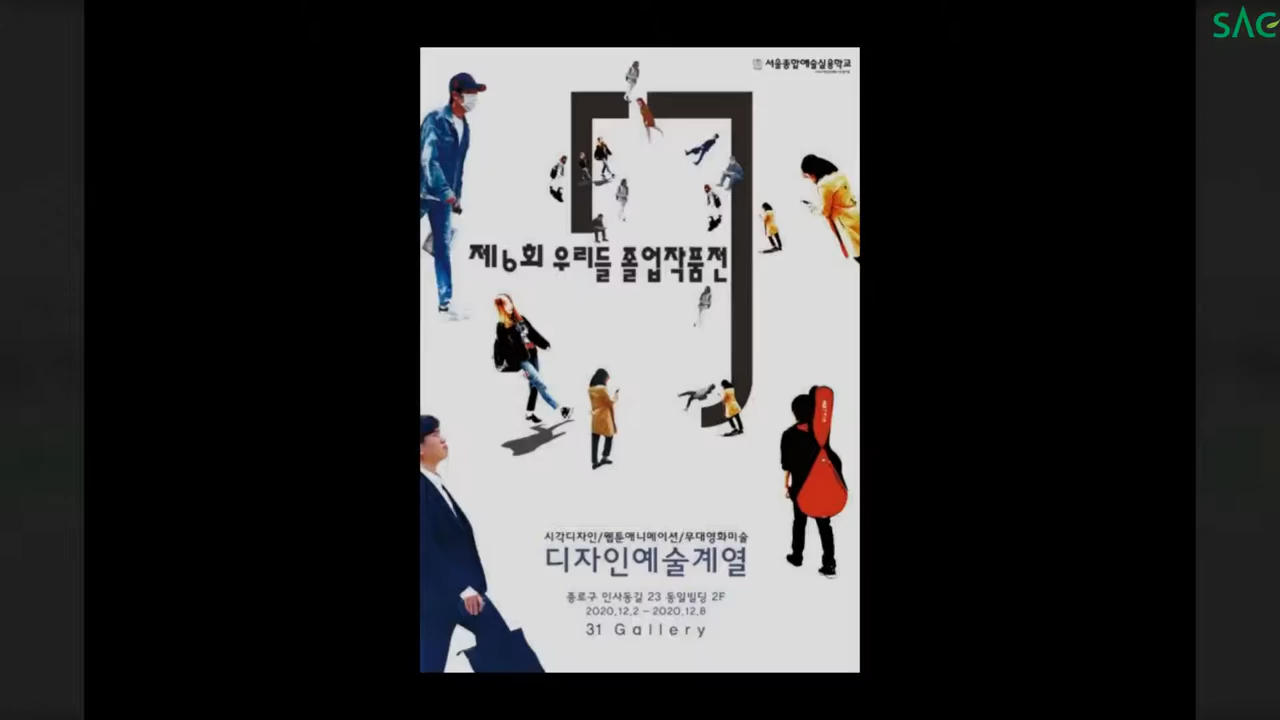 SAC
서울종합예술실용학교
제6회 우리들 졸업작품전
시각디자인/웹툰애니메이션/무대영화미술
디자인예술계열
종로구 인사동길 23 동일빌딩 2F
2020.12.2 – 2020.12.8
31 Gallery